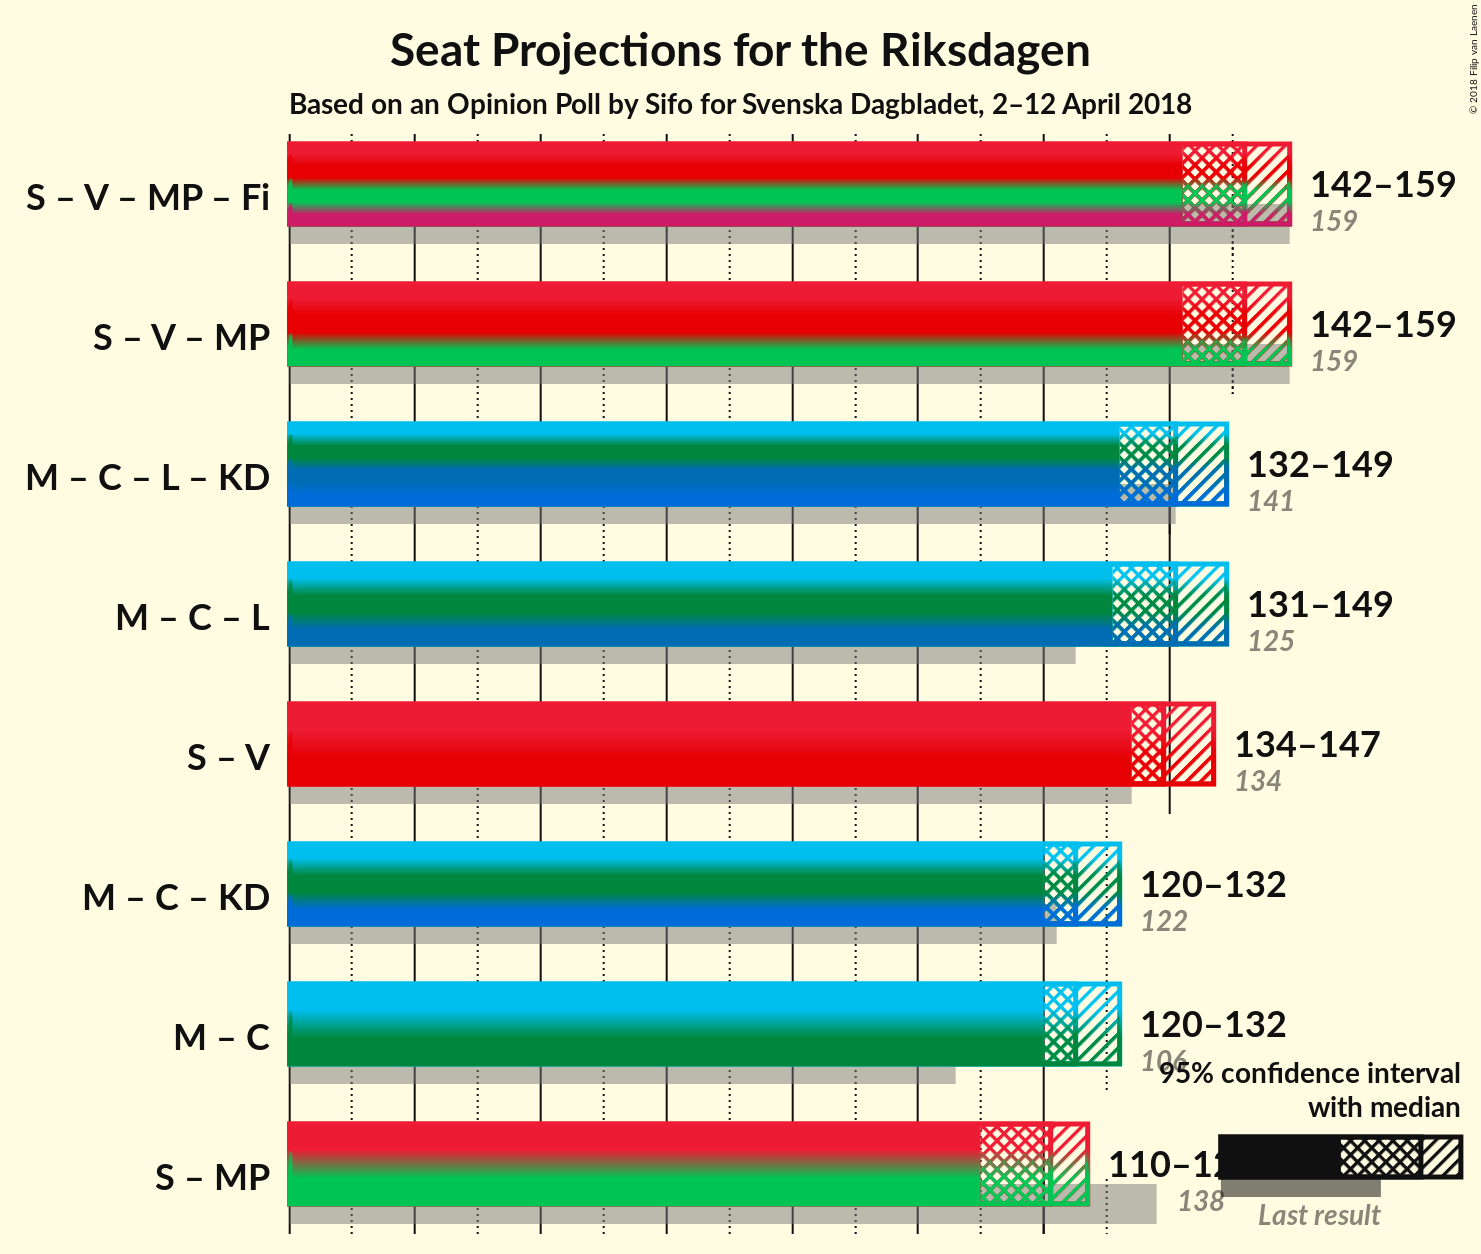 Seat Projections for the Riksdagen
Based on an Opinion Poll by Sifo for Svenska Dagbladet, 2–12 April 2018
© 2018 Filip van Laenen
S – V – MP – Fi
142–159
159
S – V – MP
142–159
159
M – C – L – KD
132–149
141
M – C – L
131–149
125
S – V
134–147
134
M – C – KD
120–132
122
M – C
120–132
106
95% confidence interval
with median
S – MP
138
Last result